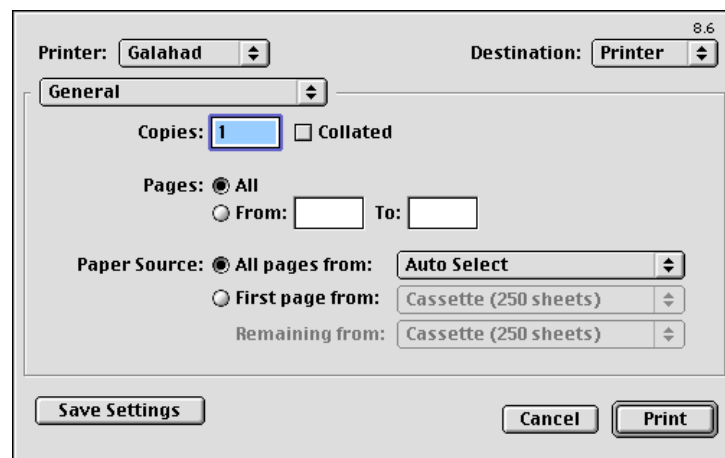 8.6
Printer: Galahad Destination: Printer
General
Copies: 1 Collated
Pages: All
From: To:
Paper Source: All pages from: Auto Select
First page from: Cassette (250 sheets)
Remaining from: Cassette (250 sheets)
Save Settings Cancel Print